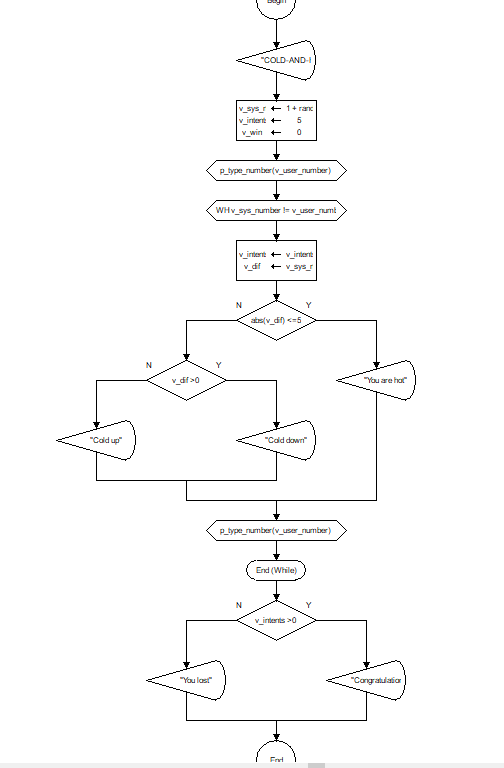 Begin
"COLD-AND-H
v_sys_r ← 1 + ranc
v_intent ← 5
v_win ← 0
p_type_number(v_user_number)
WH v_sys_number != v_user_numb
v_intent ← v_intent
v_dif ← v_sys_r
N Y
abs(v_dif) <=5
N Y
v_dif >0
"You are hot"
"Cold up" "Cold down"
p_type_number(v_user_number)
End (While)
N Y
v_intents >0
"You lost" "Congratulation
End